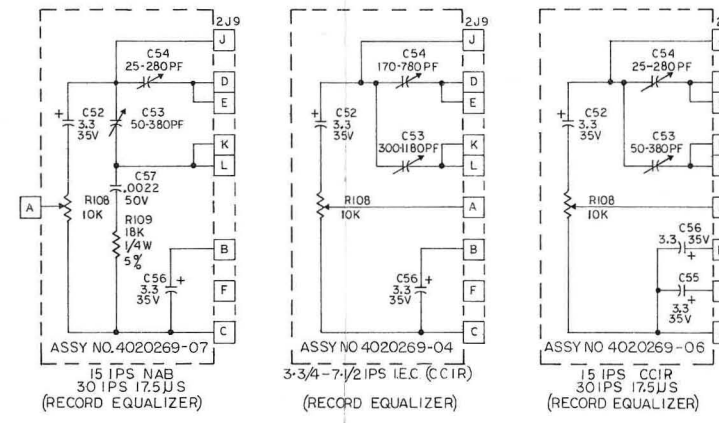 2J9
J
C54
25-280PF
D
E
+
C52
3.3
35V
C53
50-380PF
K
L
C57
.0022
50V
A
R108
10K
R109
18K
1/4W
5%
B
C56
3.3
35V
+
F
C
ASSY NO.4020269-07
15 IPS NAB
30 IPS 17.5µS
(RECORD EQUALIZER)
2J9
J
C54
170-780PF
D
E
+
C52
3.3
35V
C53
300-1180PF
K
L
R108
10K
A
B
C56
3.3
35V
+
F
C
ASSY NO 4020269-04
3-3/4-7-1/2 IPS I.E.C (CCIR)
(RECORD EQUALIZER)
2J9
C54
25-280PF
+
C52
3.3
35V
C53
50-380PF
R108
10K
C56
3.3 35V
+
C55
+
3.3
35V
ASSY NO 4020269-06
15 IPS CCIR
30 IPS 17.5µS
(RECORD EQUALIZER)